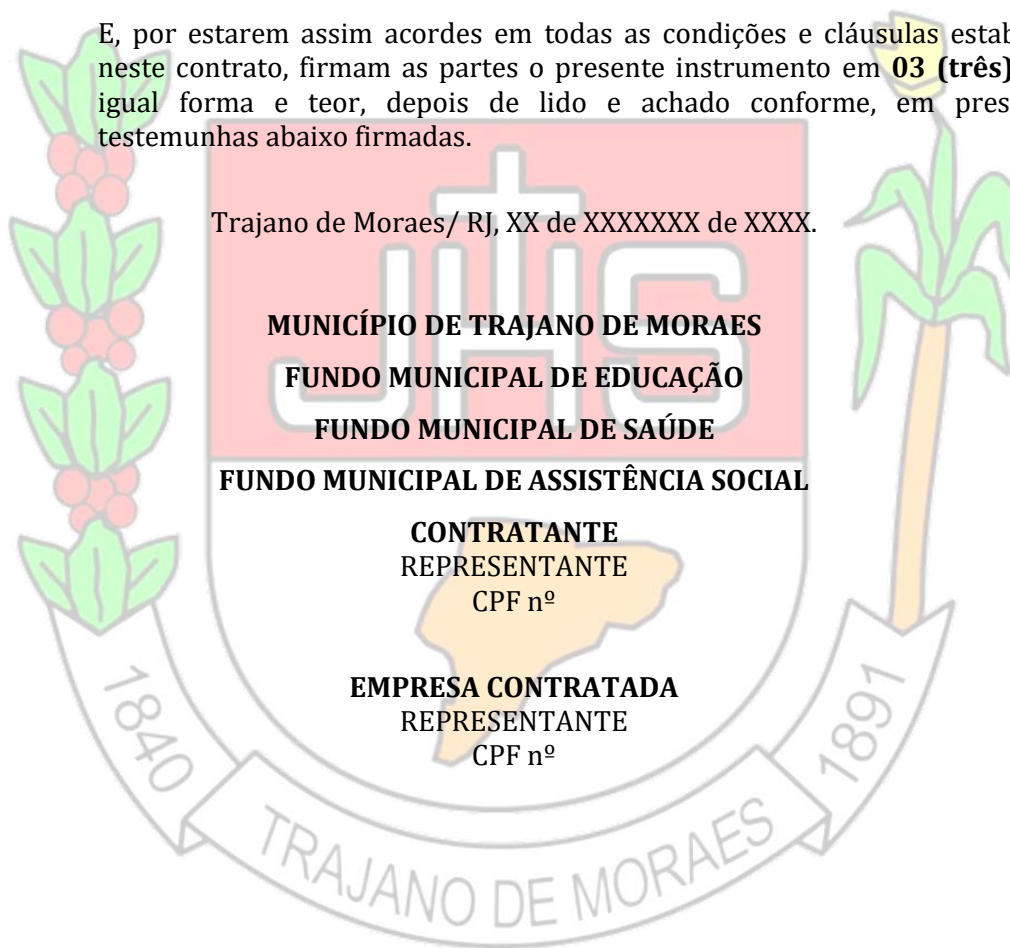 E, por estarem assim acordes em todas as condições e cláusulas estab
neste contrato, firmam as partes o presente instrumento em 03 (três)
igual forma e teor, depois de lido e achado conforme, em pres
testemunhas abaixo firmadas.
Trajano de Moraes/ RJ, XX de XXXXXXX de XXXX.
JHS
MUNICÍPIO DE TRAJANO DE MORAES
FUNDO MUNICIPAL DE EDUCAÇÃO
FUNDO MUNICIPAL DE SAÚDE
FUNDO MUNICIPAL DE ASSISTÊNCIA SOCIAL
CONTRATANTE
REPRESENTANTE
CPF nº
EMPRESA CONTRATADA
REPRESENTANTE
CPF nº
1840
TRAJANO DE MORAES
1891